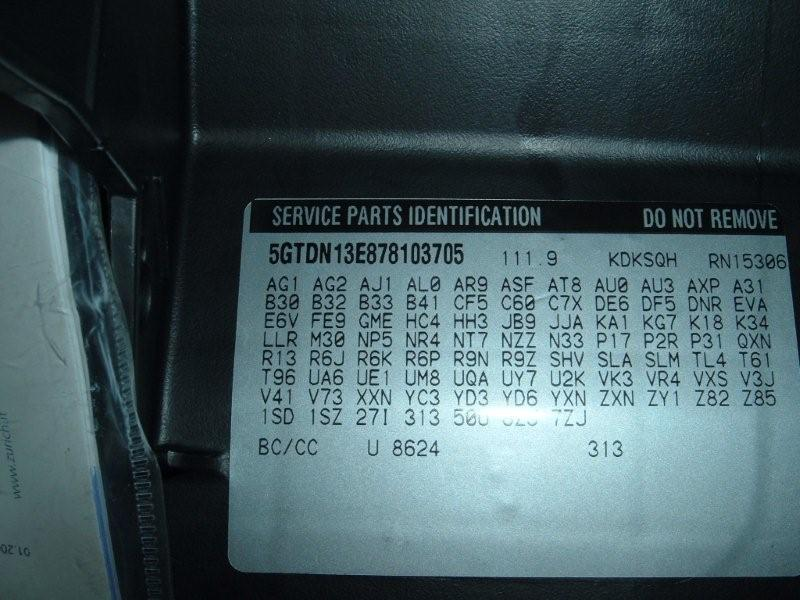 SERVICE PARTS IDENTIFICATION DO NOT REMOVE
5GTDN13E878103705 111.9 KDKSQH RN15306
AG1 AG2 AJ1 AL0 AR9 ASF AT8 AU0 AU3 AXP A31
B30 B32 B33 B41 CF5 C60 C7X DE6 DF5 DNR EVA
E6V FE9 GME HC4 HH3 JB9 JJA KA1 KG7 K18 K34
LLR M30 NP5 NR4 NT7 NZZ N33 P17 P2R P31 QXN
R13 R6J R6K R6P R9N R9Z SHV SLA SLM TL4 T61
T96 UA6 UE1 UM8 UQA UY7 U2K VK3 VR4 VXS V3J
V41 V73 XXN YC3 YD3 YD6 YXN ZXN ZY1 Z82 Z85
1SD 1SZ 27I 313 50U 7ZJ
BC/CC U 8624 313
www.zurich.it